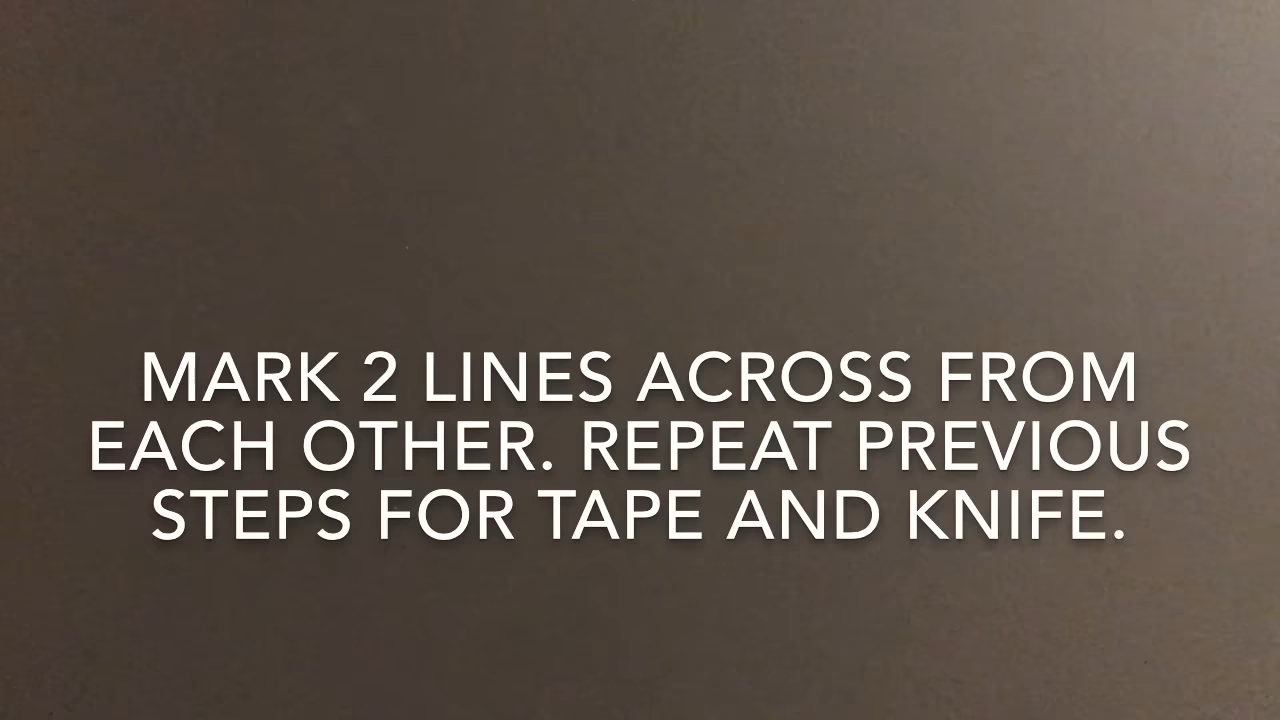 MARK 2 LINES ACROSS FROM
EACH OTHER. REPEAT PREVIOUS
STEPS FOR TAPE AND KNIFE.